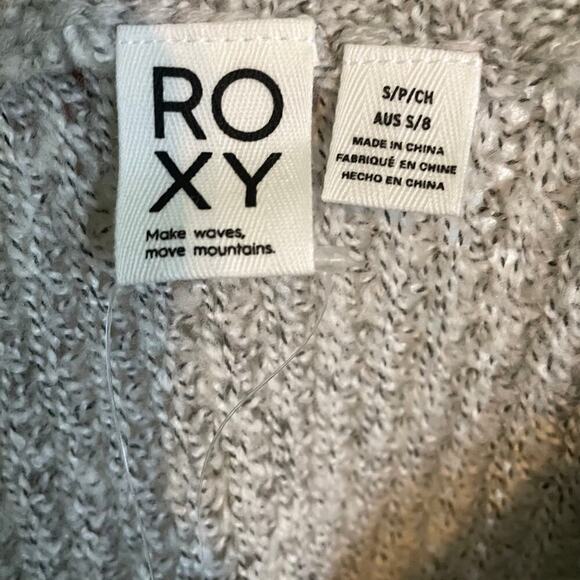 RO
XY
Make waves,
move mountains.
S/P/CH
AUS S/8
MADE IN CHINA
FABRIQUÉ EN CHINE
HECHO EN CHINA